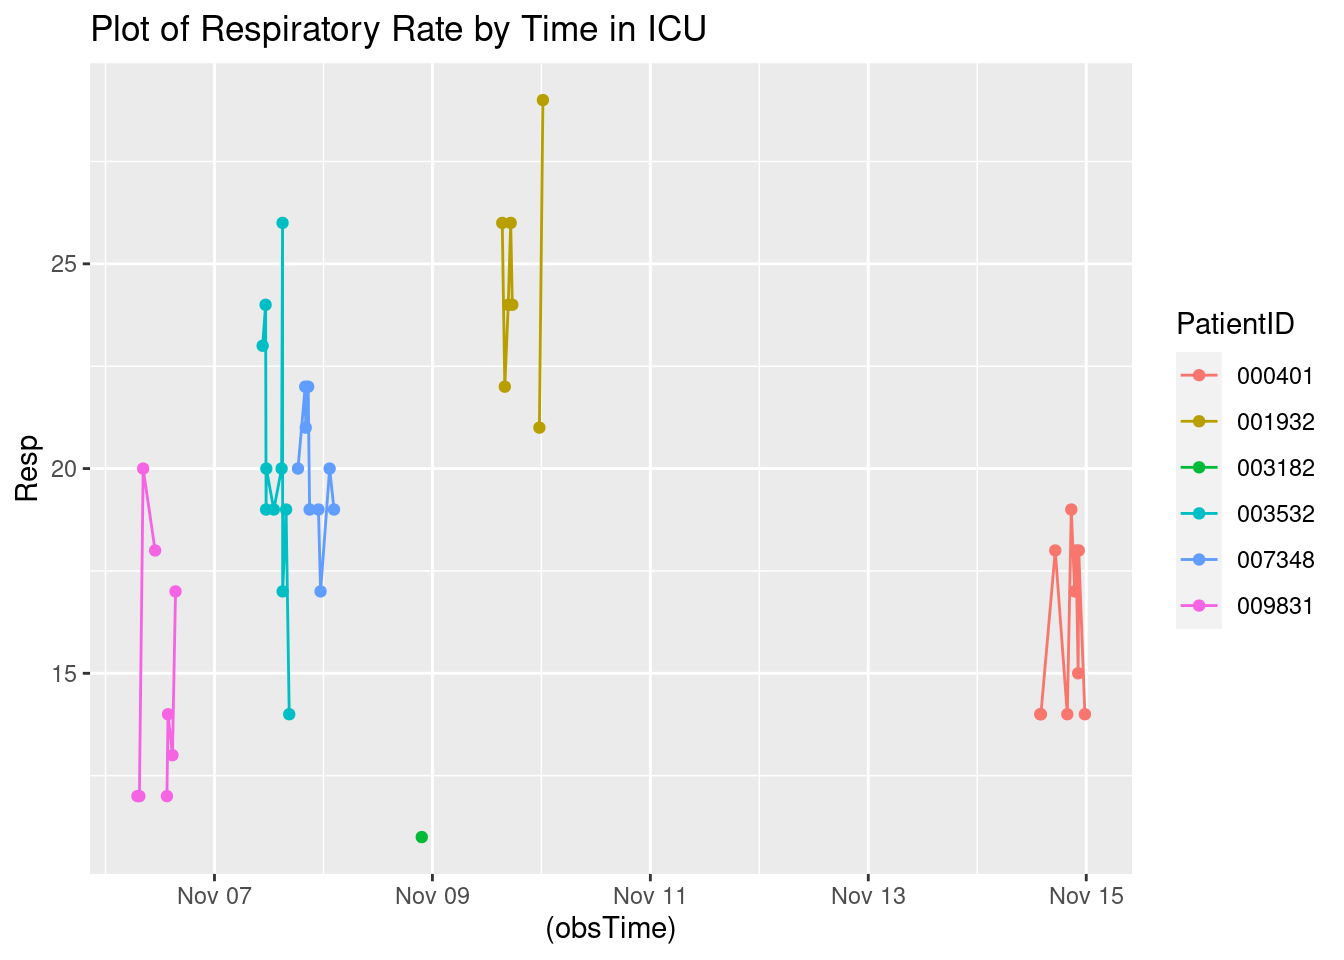 Plot of Respiratory Rate by Time in ICU
Resp
25
20
15
Nov 07
Nov 09
Nov 11
Nov 13
Nov 15
(obsTime)
PatientID
000401
001932
003182
003532
007348
009831